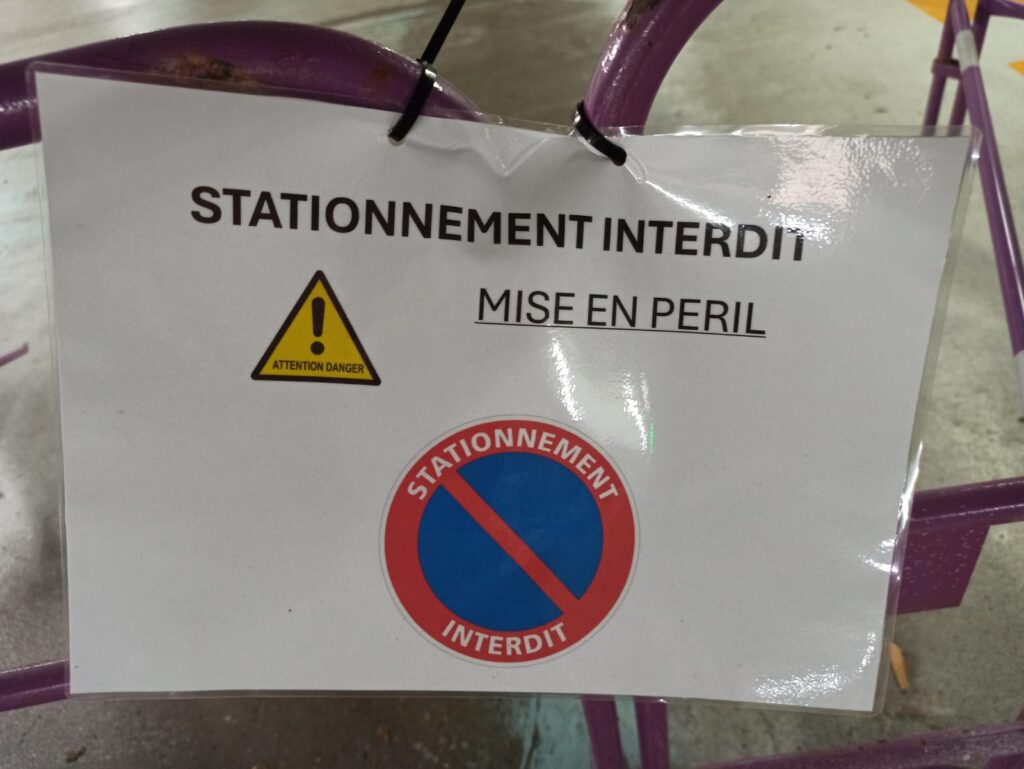 STATIONNEMENT INTERDIT
MISE EN PERIL
ATTENTION DANGER
STATIONNEMENT
INTERDIT